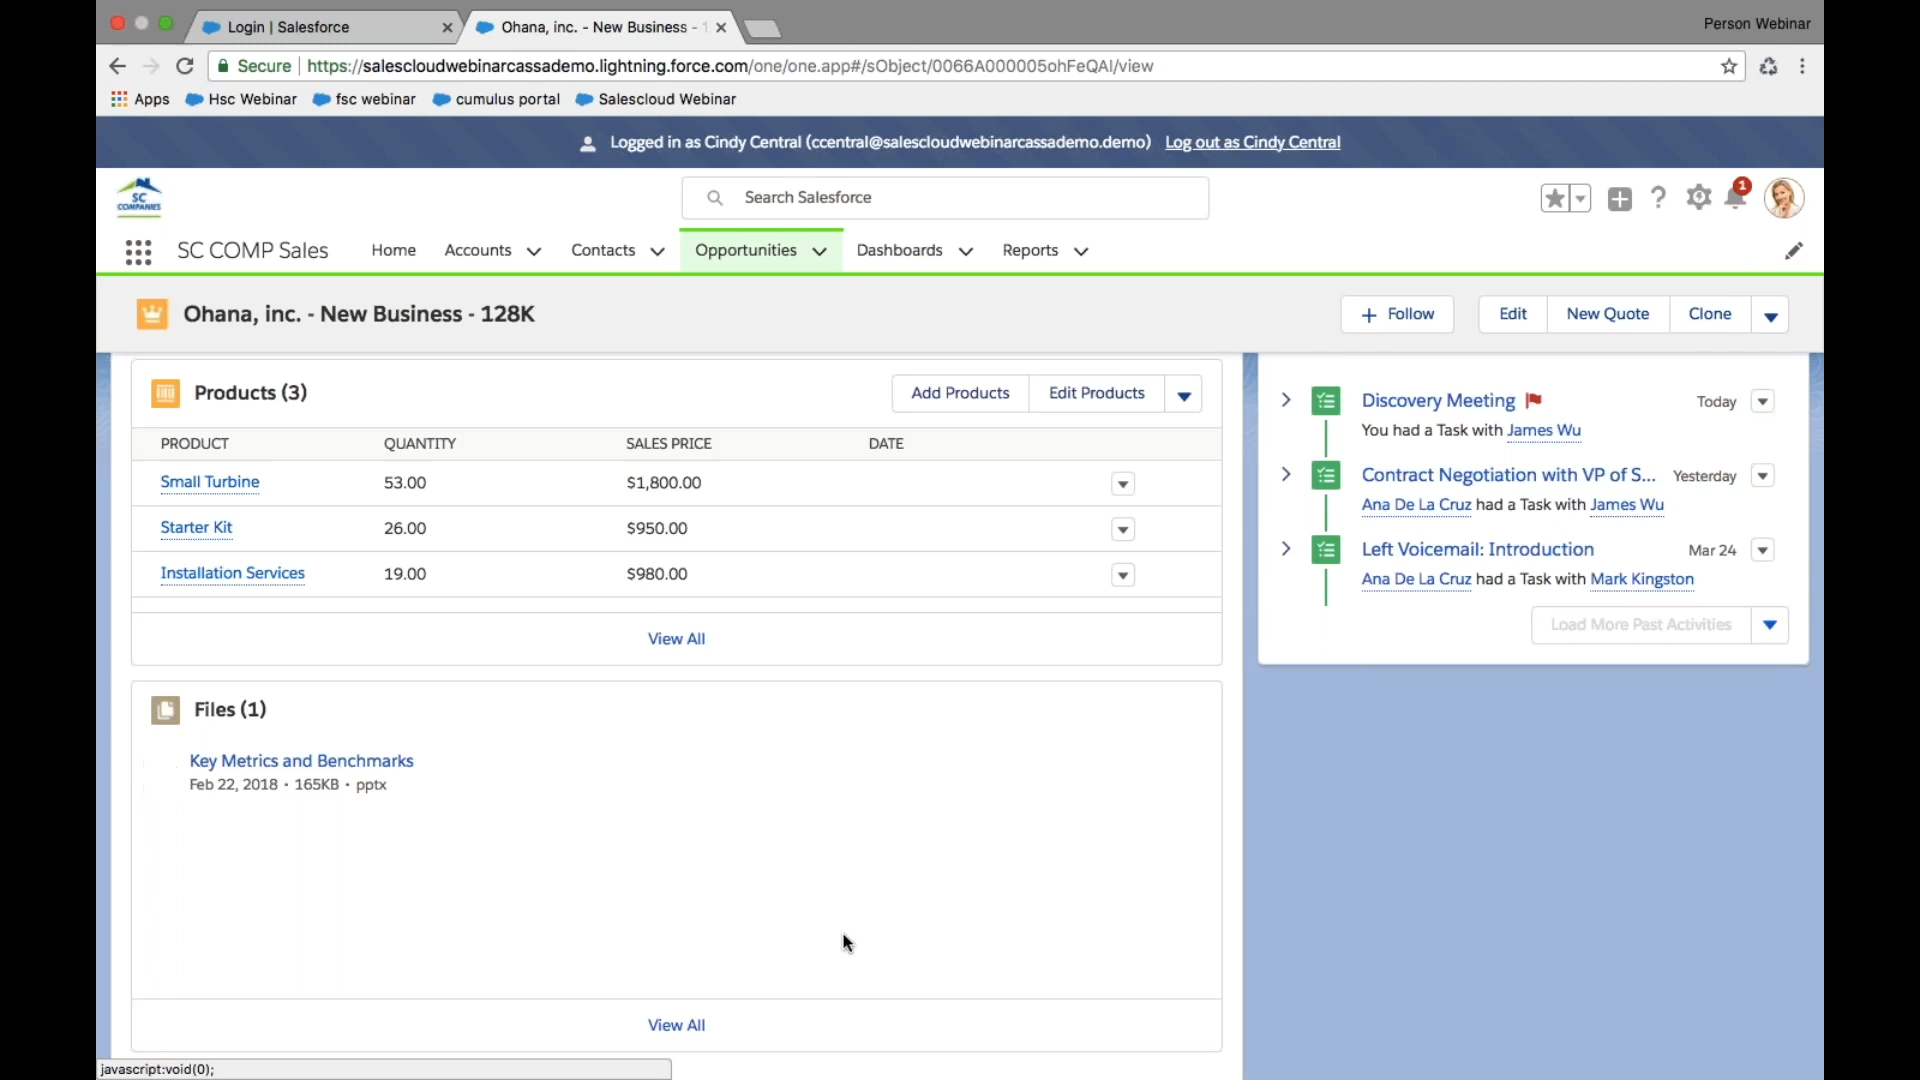 Login | Salesforce
Ohana, inc. - New Business - 1
Person Webinar
Secure https://salescloudwebinarcassademo.lightning.force.com/one/one.app#/sObject/0066A000005ohFeQAI/view
Apps Hsc Webinar fsc webinar cumulus portal Salescloud Webinar
Logged in as Cindy Central (ccentral@salescloudwebinarcassademo.demo) Log out as Cindy Central
SC
COMPANIES
Search Salesforce
1
SC COMP Sales Home Accounts Contacts Opportunities Dashboards Reports
Ohana, inc. - New Business - 128K
+ Follow Edit New Quote Clone
Products (3)
Add Products Edit Products
PRODUCT QUANTITY SALES PRICE DATE
Small Turbine 53.00 $1,800.00
Starter Kit 26.00 $950.00
Installation Services 19.00 $980.00
View All
Files (1)
Key Metrics and Benchmarks
Feb 22, 2018 • 165KB • pptx
View All
Discovery Meeting Today
You had a Task with James Wu
Contract Negotiation with VP of S... Yesterday
Ana De La Cruz had a Task with James Wu
Left Voicemail: Introduction Mar 24
Ana De La Cruz had a Task with Mark Kingston
Load More Past Activities
javascript:void(0);